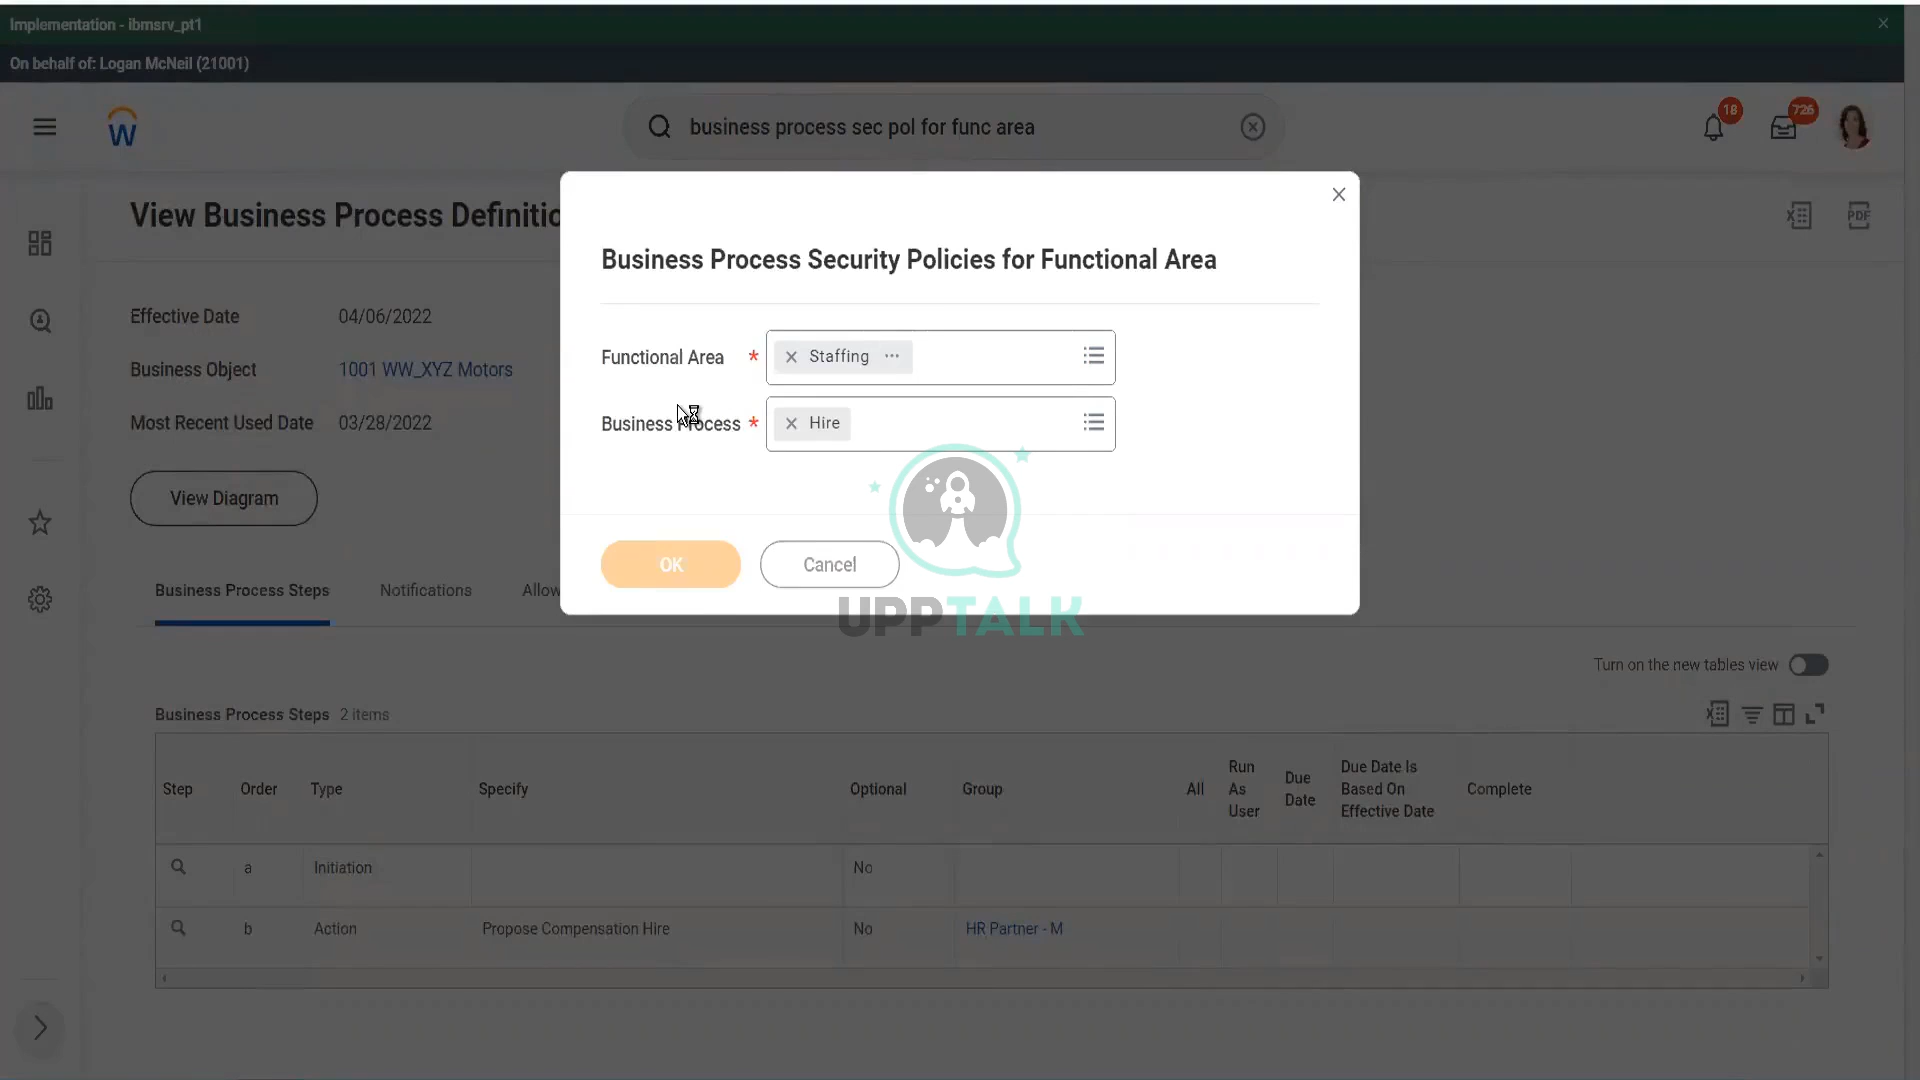 Implementation - ibmsrv_pt1
On behalf of: Logan McNeil (21001)
W
business process sec pol for func area
18
726
View Business Process Definitio
PDF
Business Process Security Policies for Functional Area
Effective Date 04/06/2022
Functional Area * Staffing
Business Object 1001 WW_XYZ Motors
Most Recent Used Date 03/28/2022
Business Process * Hire
View Diagram
OK
Cancel
Business Process Steps
Notifications
Allow
UPPTALK
Turn on the new tables view
Business Process Steps 2 items
Step Order Type Specify Optional Group All Run As User Due Date Due Date Is Based On Effective Date Complete
a Initiation No
b Action Propose Compensation Hire No HR Partner - M